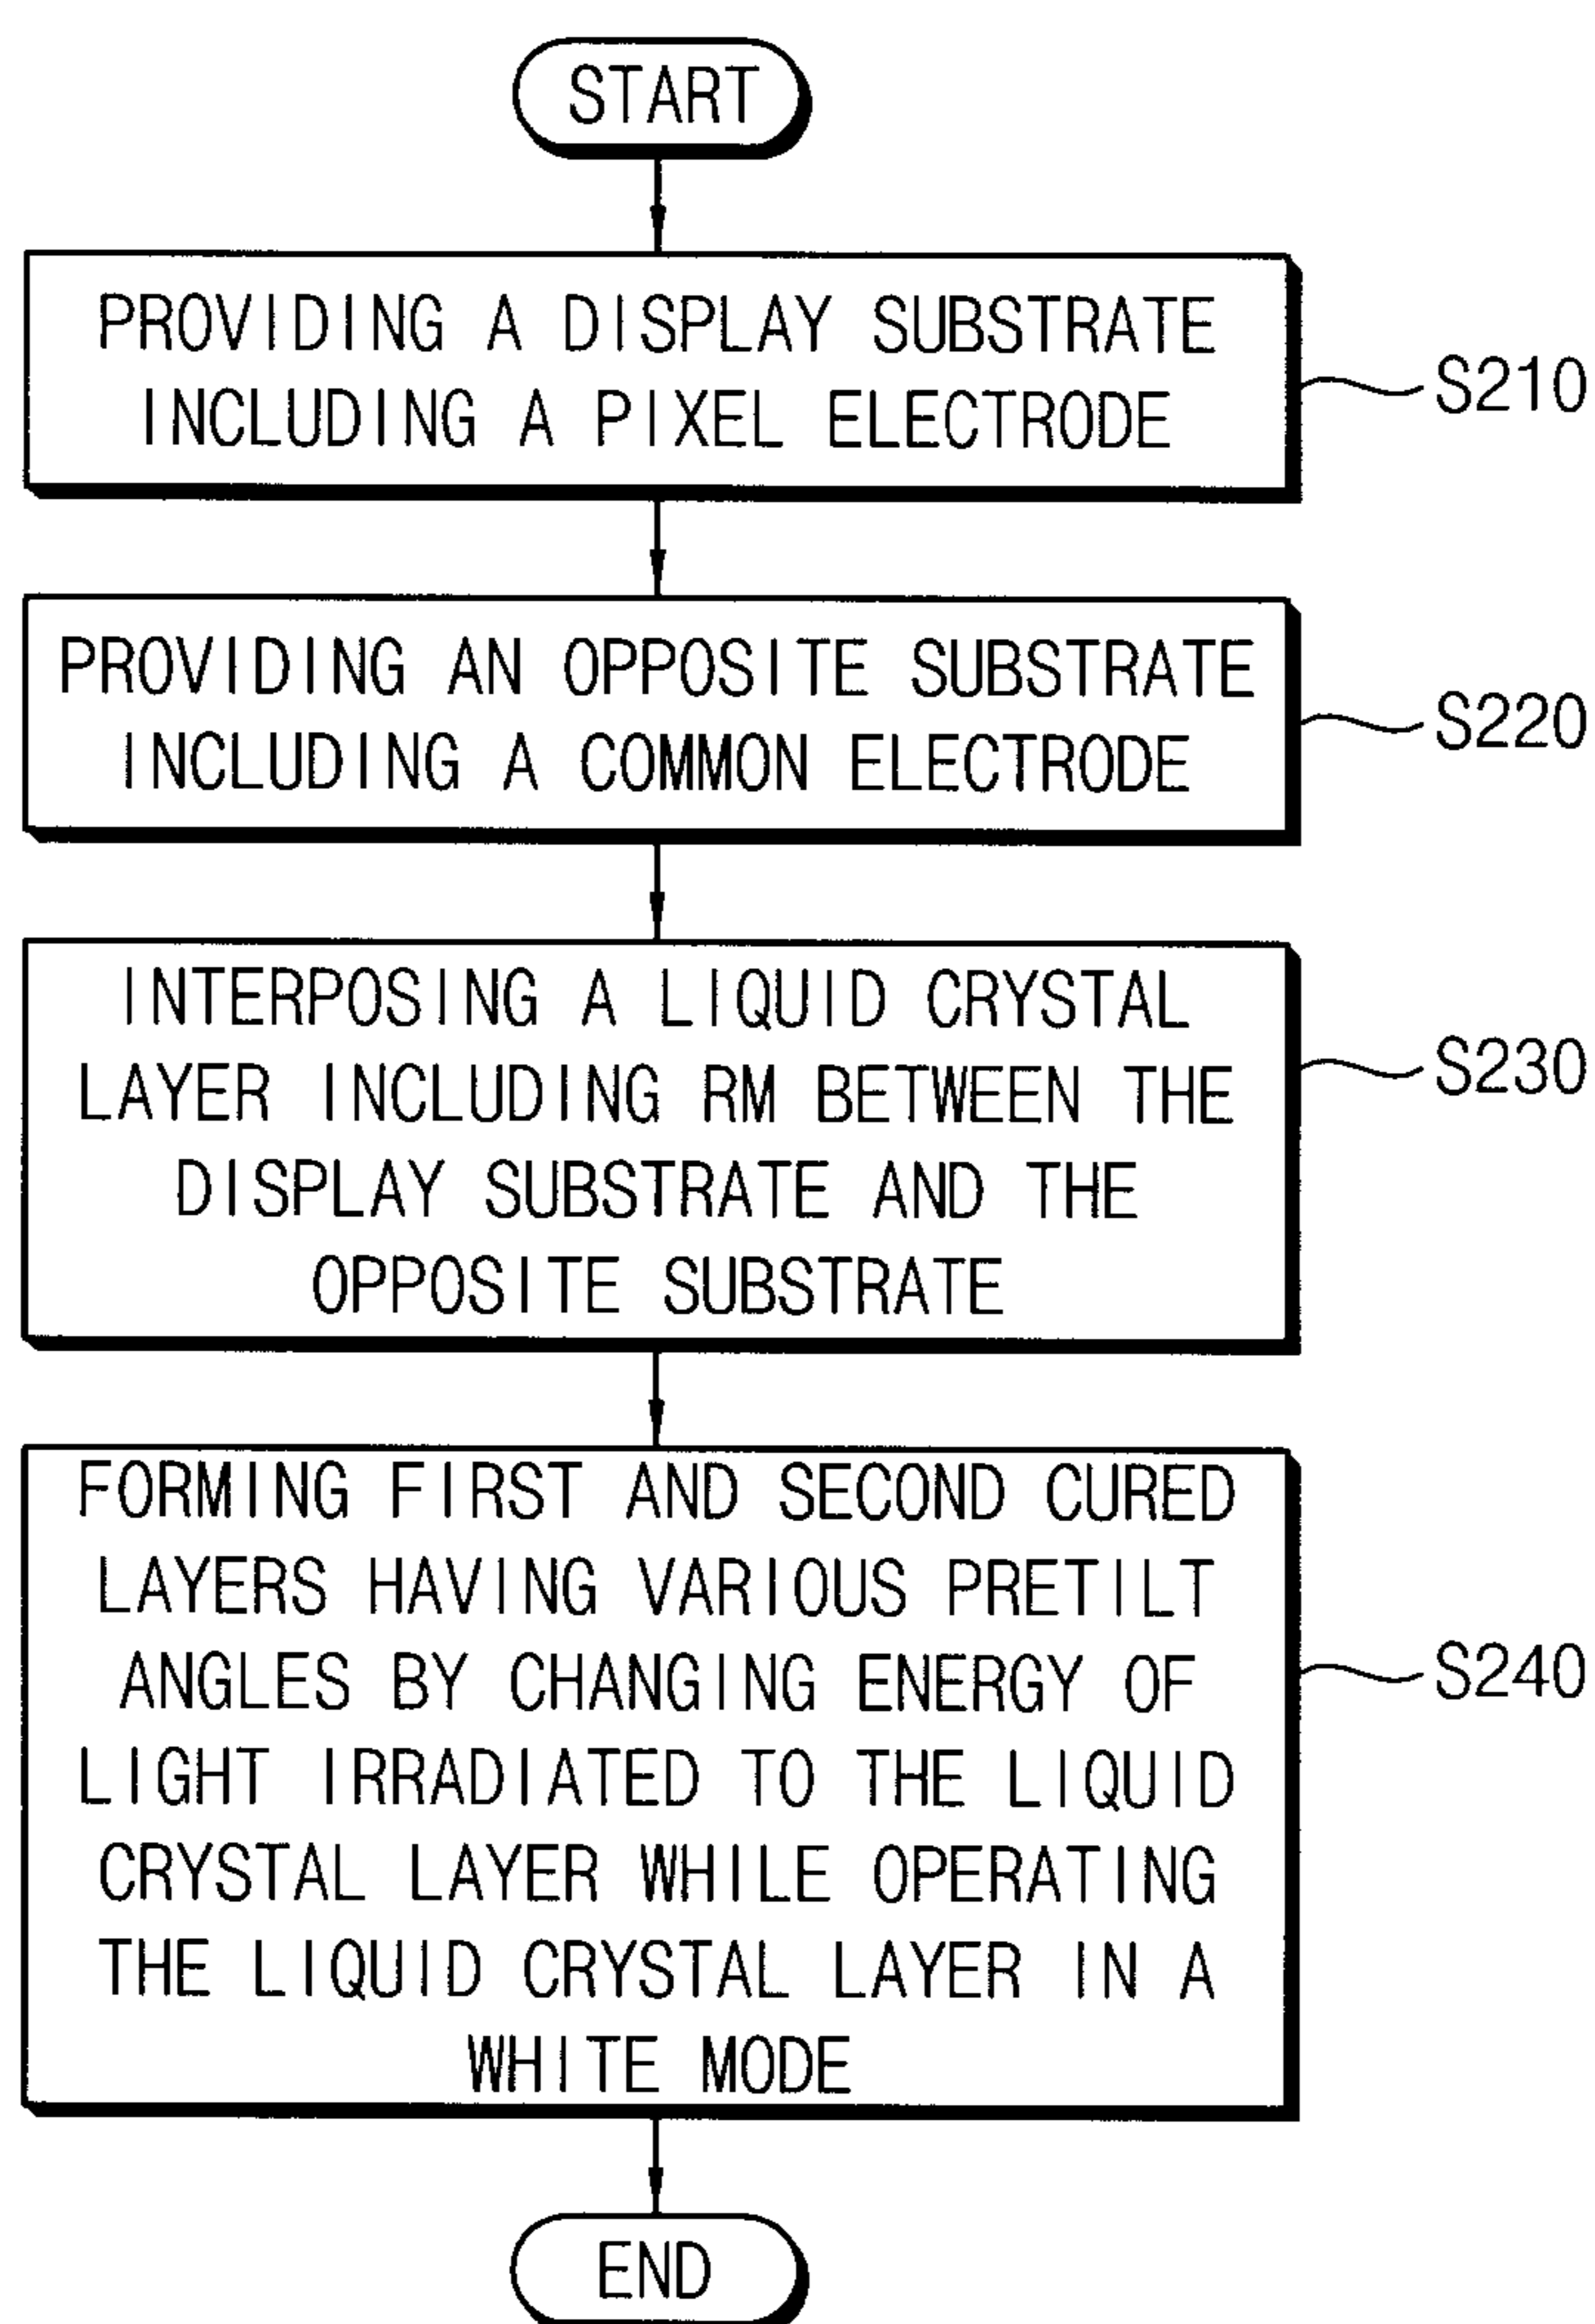 START
PROVIDING A DISPLAY SUBSTRATE
INCLUDING A PIXEL ELECTRODE
S210
PROVIDING AN OPPOSITE SUBSTRATE
INCLUDING A COMMON ELECTRODE
S220
INTERPOSING A LIQUID CRYSTAL
LAYER INCLUDING RM BETWEEN THE
DISPLAY SUBSTRATE AND THE
OPPOSITE SUBSTRATE
S230
FORMING FIRST AND SECOND CURED
LAYERS HAVING VARIOUS PRETILT
ANGLES BY CHANGING ENERGY OF
LIGHT IRRADIATED TO THE LIQUID
CRYSTAL LAYER WHILE OPERATING
THE LIQUID CRYSTAL LAYER IN A
WHITE MODE
S240
END